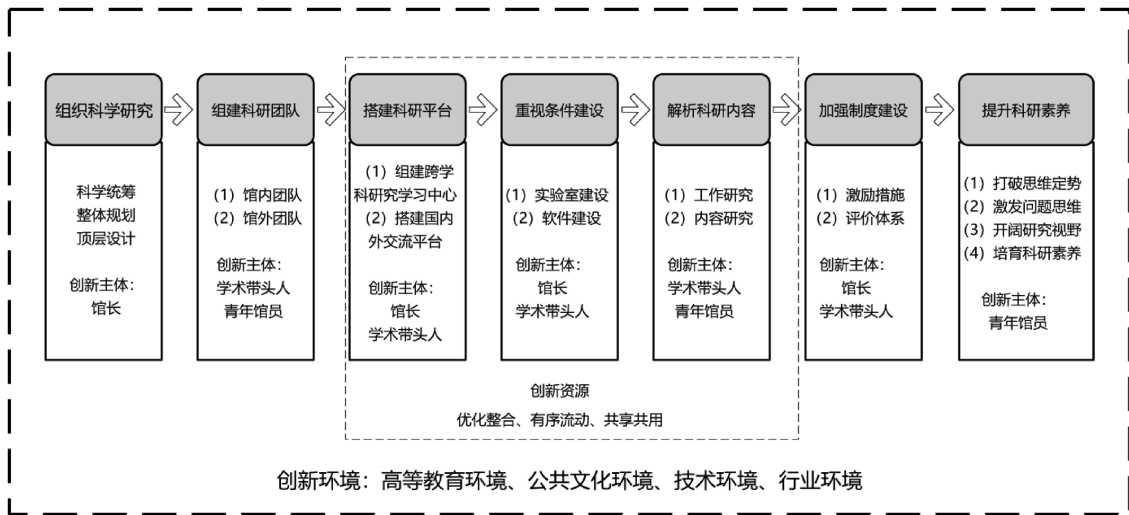 组织科学研究
科学统筹
整体规划
顶层设计
创新主体：
馆长
组建科研团队
（1）馆内团队
（2）馆外团队
创新主体：
学术带头人
青年馆员
搭建科研平台
（1）组建跨学
科研究学习中心
（2）搭建国内
外交流平台
创新主体：
馆长
学术带头人
重视条件建设
（1）实验室建设
（2）软件建设
创新主体：
馆长
学术带头人
解析科研内容
（1）工作研究
（2）内容研究
创新主体：
学术带头人
青年馆员
加强制度建设
（1）激励措施
（2）评价体系
创新主体：
馆长
学术带头人
提升科研素养
（1）打破思维定势
（2）激发问题思维
（3）开阔研究视野
（4）培育科研素养
创新主体：
青年馆员
创新资源
优化整合、有序流动、共享共用
创新环境：高等教育环境、公共文化环境、技术环境、行业环境